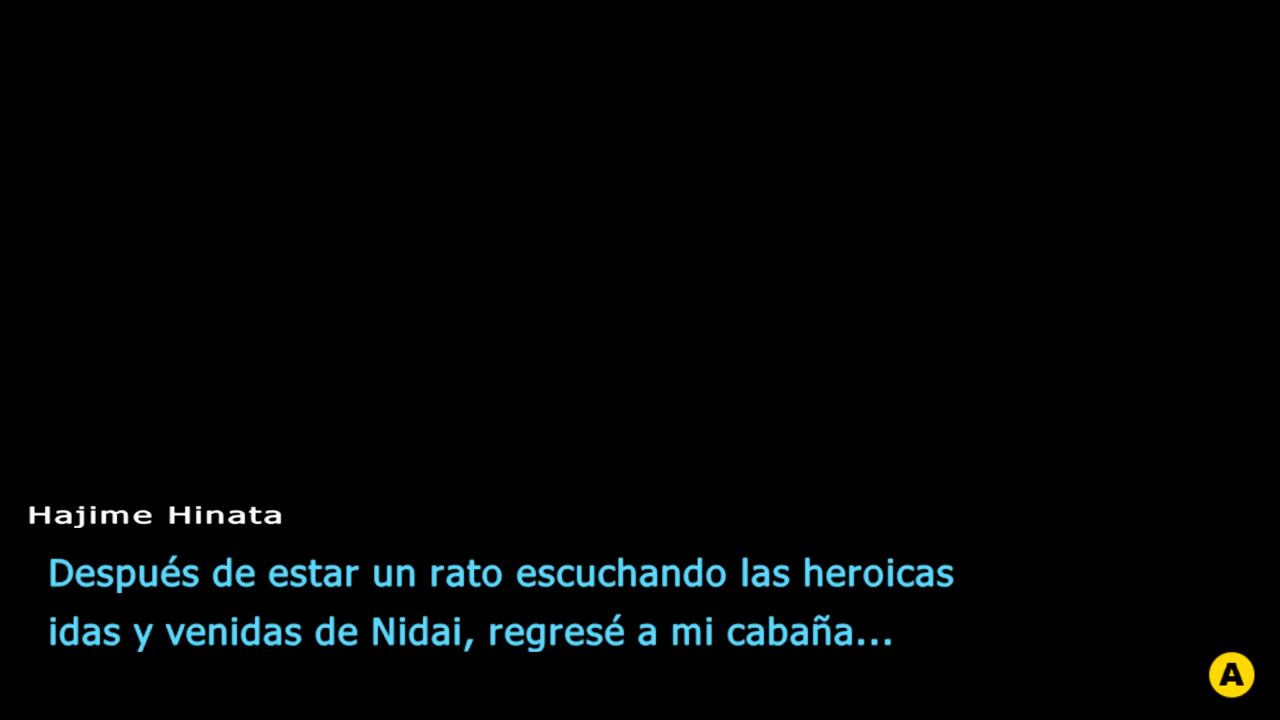 Hajime Hinata
Después de estar un rato escuchando las heroicas
idas y venidas de Nidai, regresé a mi cabaña...
A